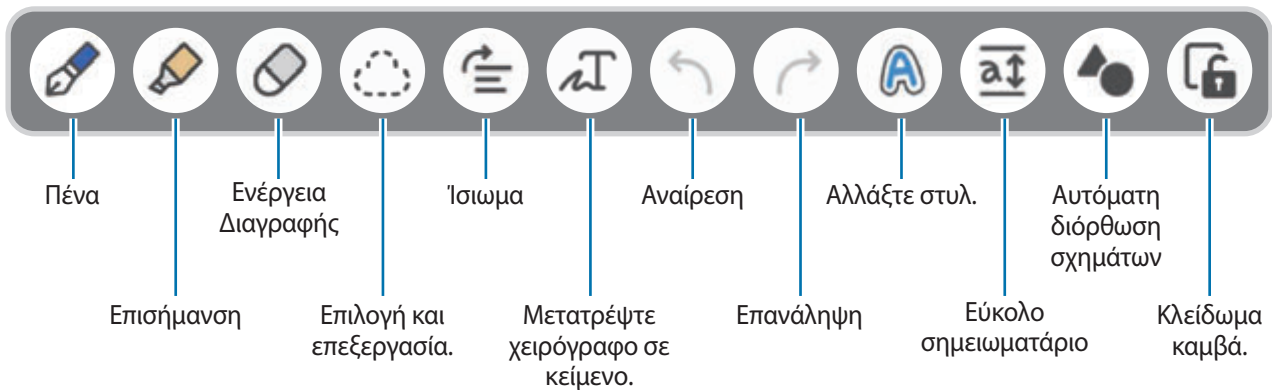 Πένα
Ενέργεια
Διαγραφής
Ίσιωμα
Αναίρεση
Αλλάξτε στυλ.
Αυτόματη
διόρθωση
σχημάτων
Επισήμανση
Επιλογή και
επεξεργασία.
Μετατρέψτε
χειρόγραφο σε
κείμενο.
Επανάληψη
Εύκολο
σημειωματάριο
Κλείδωμα
καμβά.